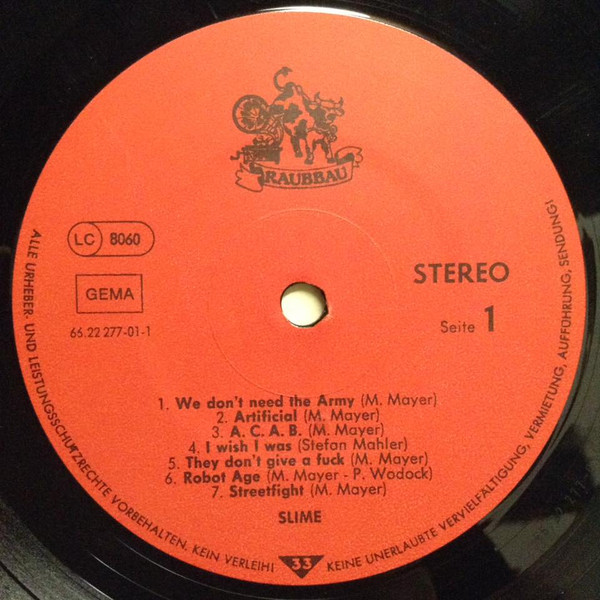 RAUBBAU
LC 8060
GEMA
66.22 277-01-1
STEREO
Seite 1
1. We don't need the Army (M. Mayer)
2. Artificial (M. Mayer)
3. A. C. A. B. (M. Mayer)
4. I wish I was (Stefan Mahler)
5. They don't give a fuck (M. Mayer)
6. Robot Age (M. Mayer - P. Wodock)
7. Streetfight (M. Mayer)
SLIME
33
ALLE URHEBER- UND LEISTUNGSSCHUTZRECHTE VORBEHALTEN. KEIN VERLEIH! KEINE UNERLAUBTE VERVIELFÄLTIGUNG, VERMIETUNG, AUFFÜHRUNG, SENDUNG!